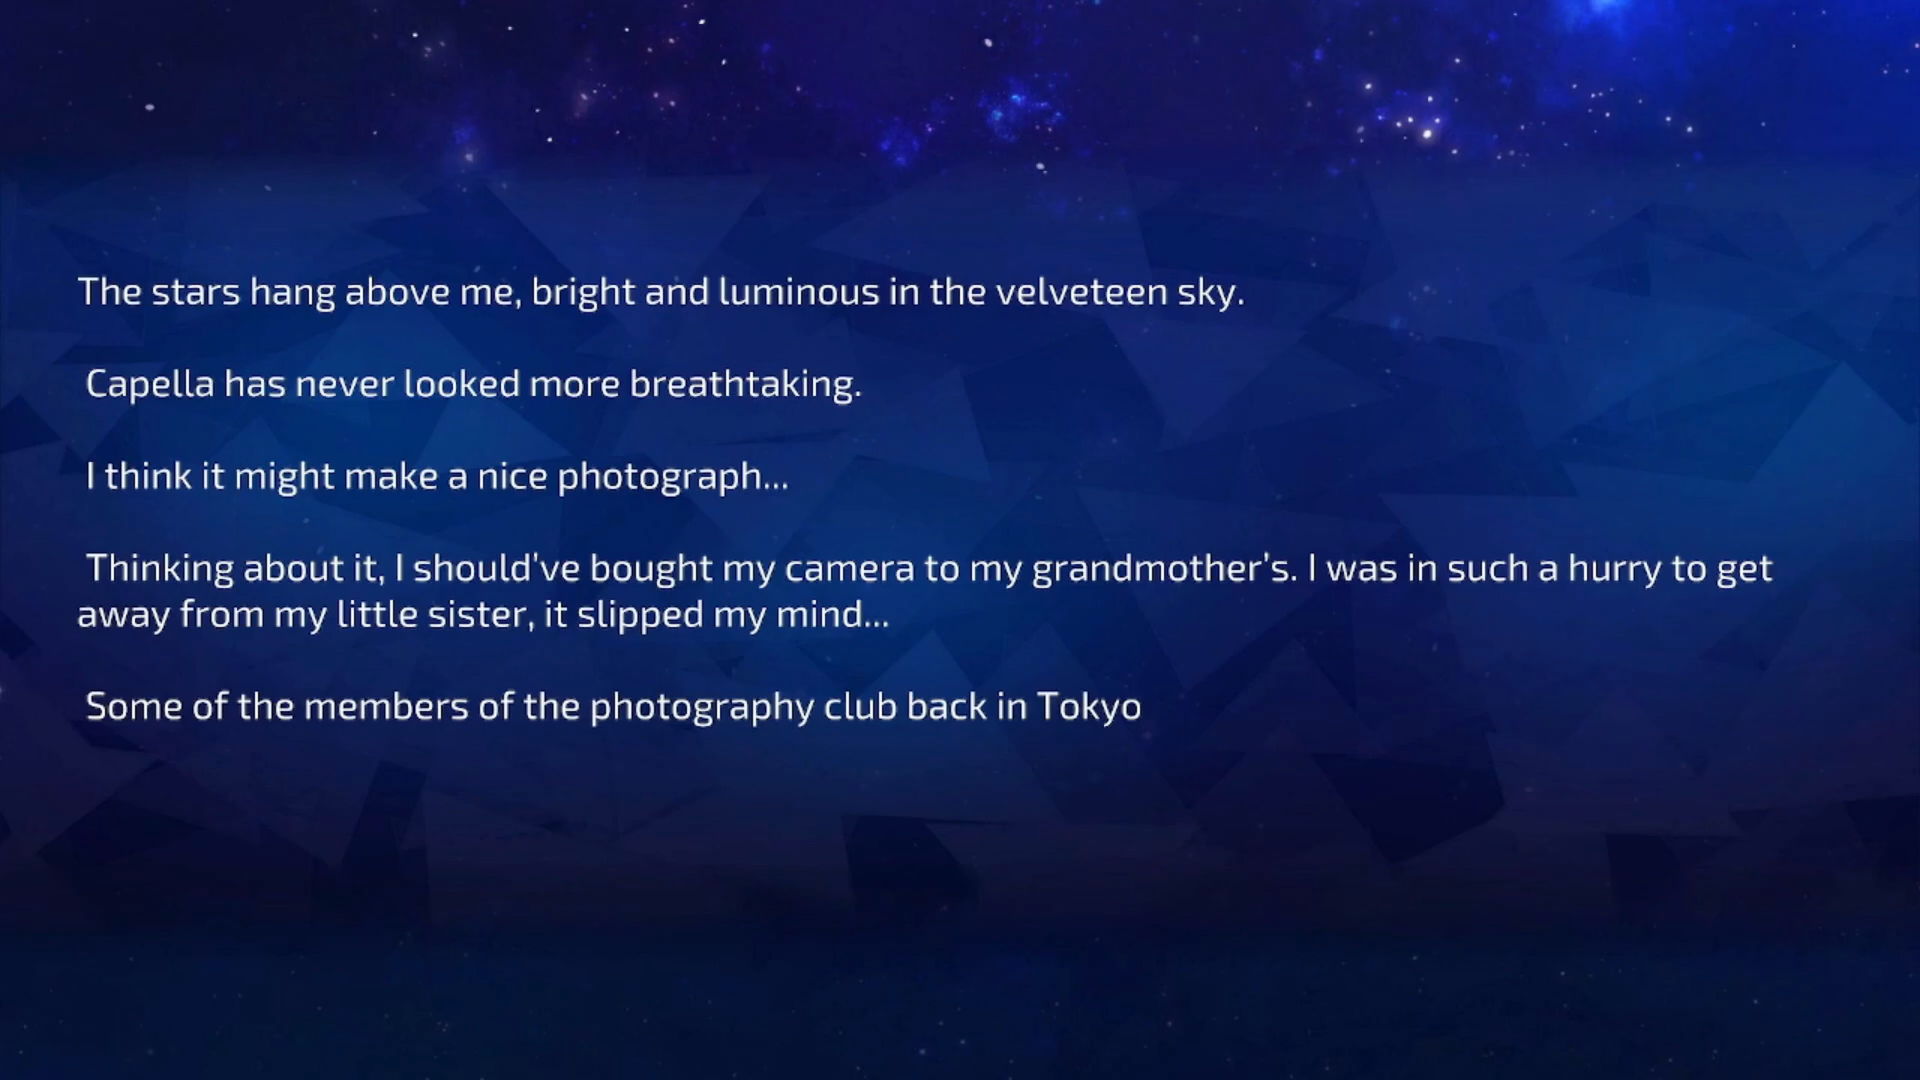 The stars hang above me, bright and luminous in the velveteen sky.
Capella has never looked more breathtaking.
I think it might make a nice photograph...
Thinking about it, I should’ve bought my camera to my grandmother’s. I was in such a hurry to get
away from my little sister, it slipped my mind...
Some of the members of the photography club back in Tokyo